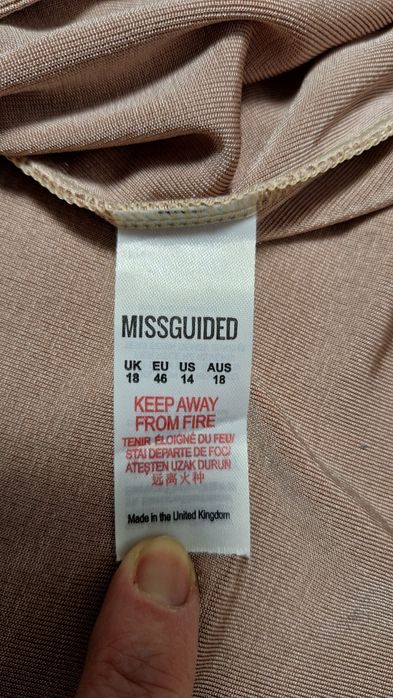 MISSGUIDED
UK EU US AUS
18 46 14 18
KEEP AWAY
FROM FIRE
TENIR ÉLOIGNÉ DU FEU/
STAI DEPARTE DE FOC/
ATEŞTEN UZAK DURUN
远离火种
Made in the United Kingdom